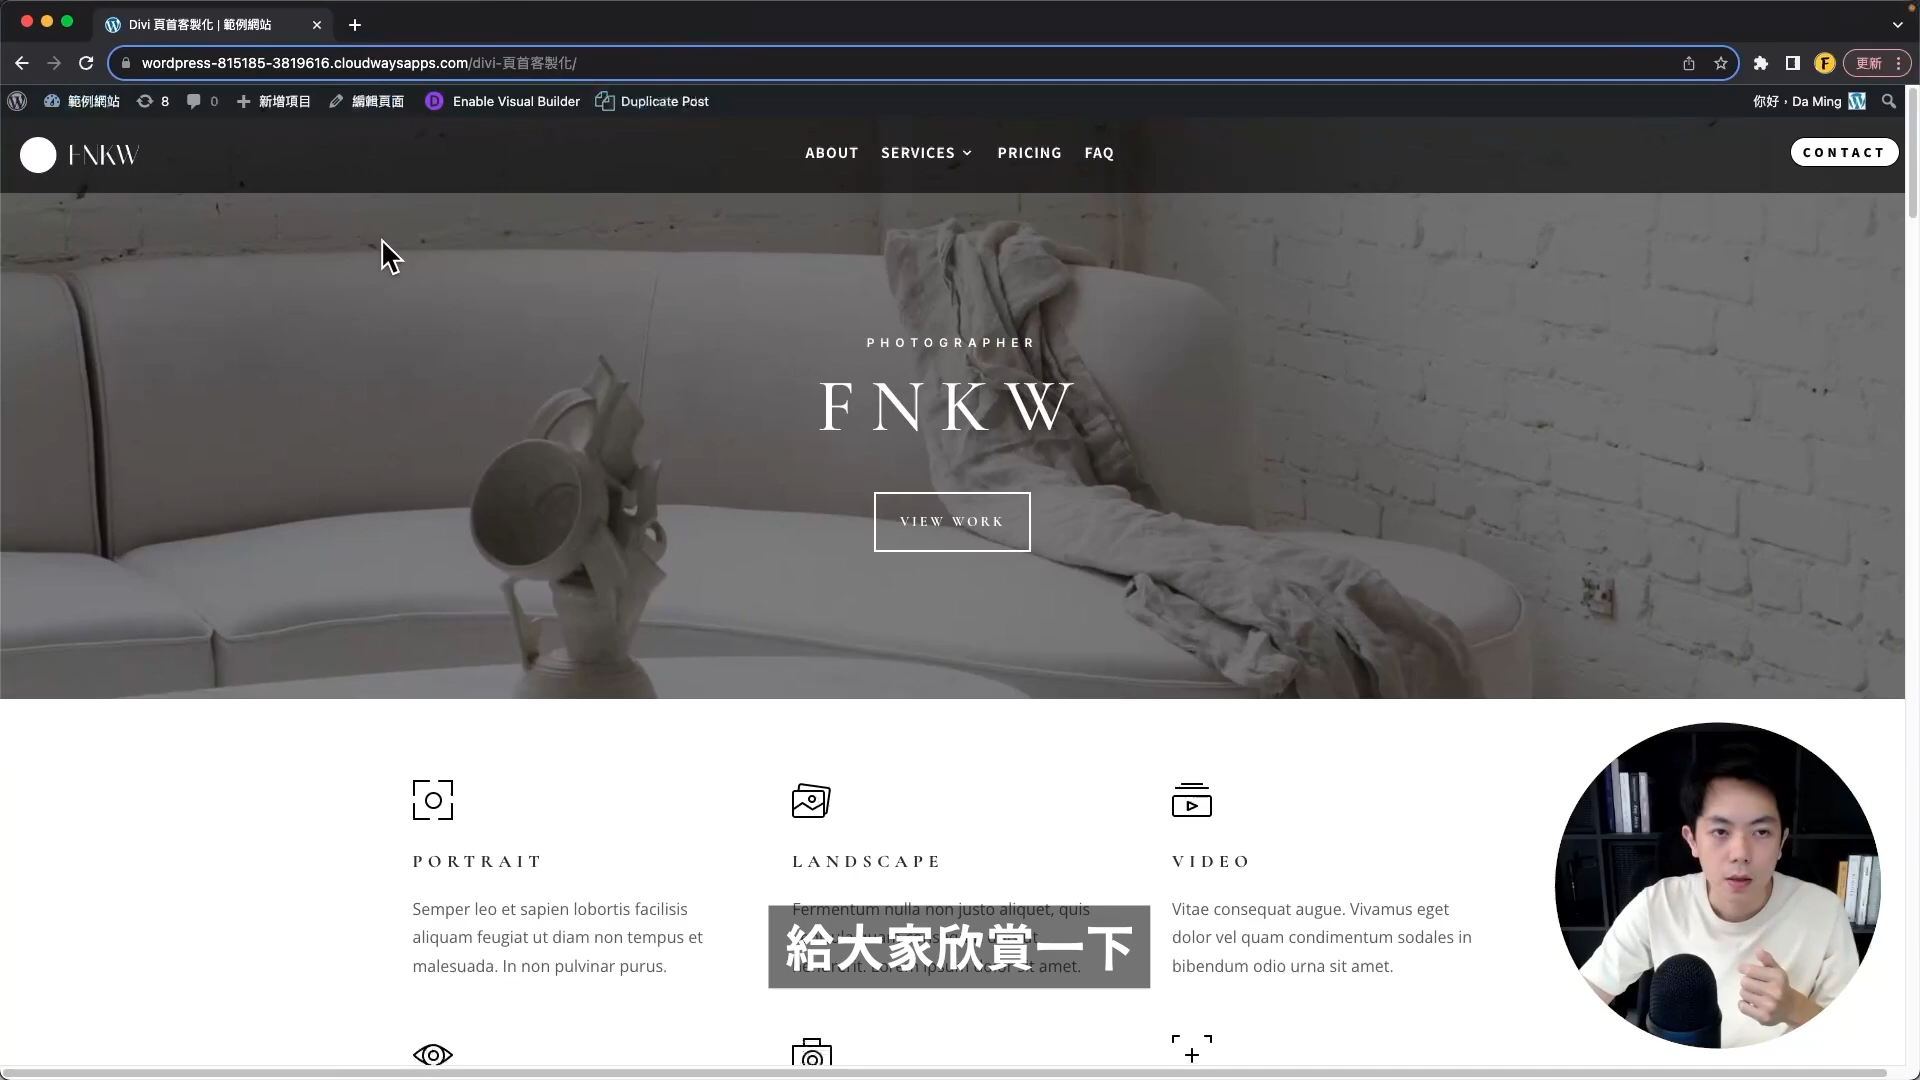 Divi 頁首客製化 | 範例網站
wordpress-815185-3819616.cloudwaysapps.com/divi-頁首客製化/
F
更新
範例網站
8
0
新增項目
編輯頁面
D
Enable Visual Builder
Duplicate Post
你好，Da Ming
FNKW
ABOUT
SERVICES
PRICING
FAQ
CONTACT
PHOTOGRAPHER
FNKW
VIEW WORK
PORTRAIT
Semper leo et sapien lobortis facilisis
aliquam feugiat ut diam non tempus et
malesuada. In non pulvinar purus.
LANDSCAPE
Fermentum nulla non justo aliquet, quis
amet.
VIDEO
Vitae consequat augue. Vivamus eget
dolor vel quam condimentum sodales in
bibendum odio urna sit amet.
給大家欣賞一下